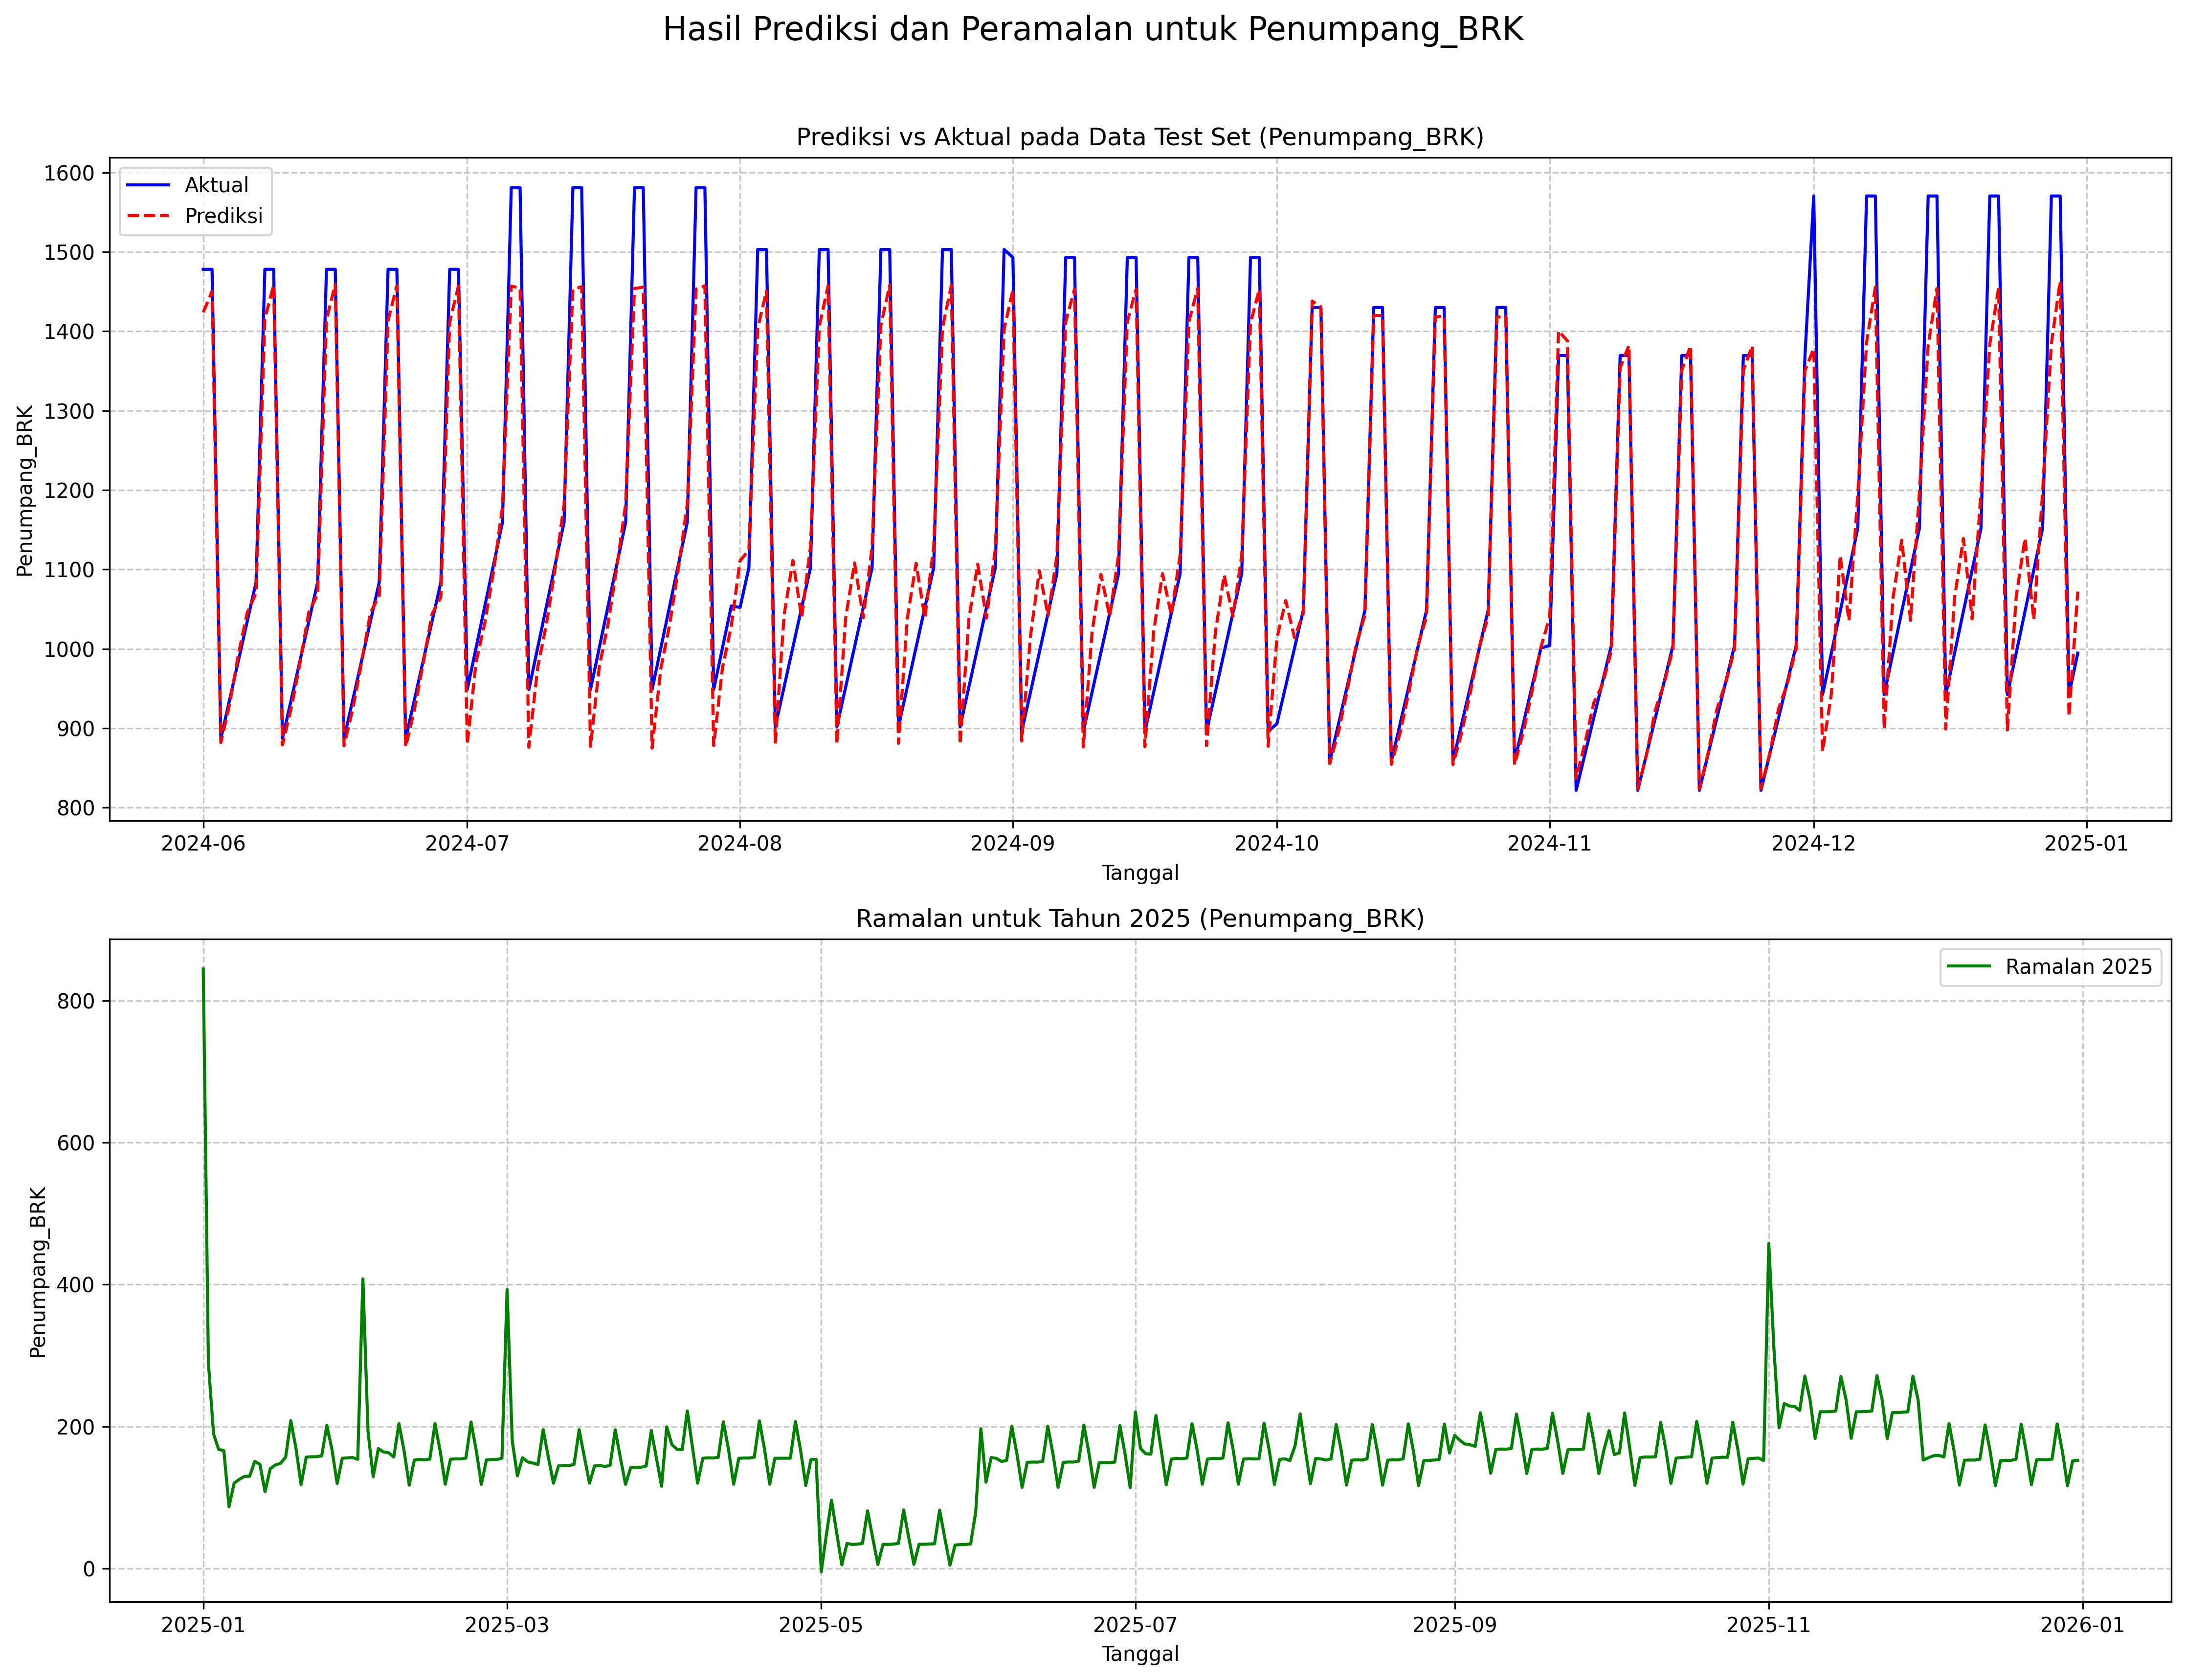 Hasil Prediksi dan Peramalan untuk Penumpang_BRK
Prediksi vs Aktual pada Data Test Set (Penumpang_BRK)
Penumpang_BRK
1600
1500
1400
1300
1200
1100
1000
900
800
Aktual
Prediksi
2024-06
2024-07
2024-08
2024-09
2024-10
2024-11
2024-12
2025-01
Tanggal
Ramalan untuk Tahun 2025 (Penumpang_BRK)
Penumpang_BRK
800
600
400
200
0
Ramalan 2025
2025-01
2025-03
2025-05
2025-07
2025-09
2025-11
2026-01
Tanggal